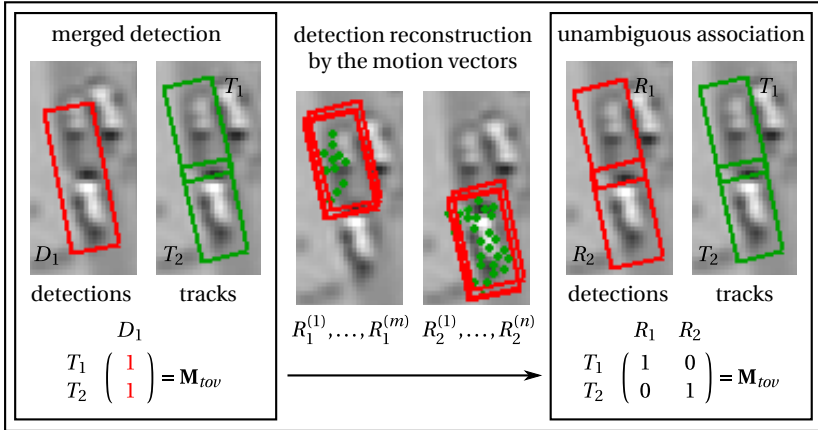 merged detection
T₁
D₁
T₂
detections
tracks
D₁
T₁ ( 1 )
T₂ ( 1 ) = M_tov
detection reconstruction
by the motion vectors
R₁⁽¹⁾,...,R₁⁽ᵐ⁾ R₂⁽¹⁾,...,R₂⁽ⁿ⁾
unambiguous association
R₁
T₁
R₂
T₂
detections
tracks
R₁ R₂
T₁ ( 1 0 )
T₂ ( 0 1 ) = M_tov